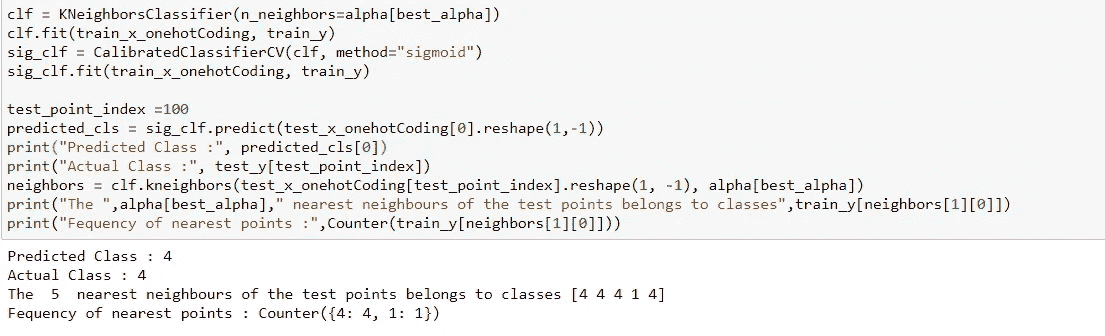 clf = KNeighborsClassifier(n_neighbors=alpha[best_alpha])
clf.fit(train_x_onehotCoding, train_y)
sig_clf = CalibratedClassifierCV(clf, method="sigmoid")
sig_clf.fit(train_x_onehotCoding, train_y)

test_point_index =100
predicted_cls = sig_clf.predict(test_x_onehotCoding[0].reshape(1,-1))
print("Predicted Class :", predicted_cls[0])
print("Actual Class :", test_y[test_point_index])
neighbors = clf.kneighbors(test_x_onehotCoding[test_point_index].reshape(1, -1), alpha[best_alpha])
print("The ",alpha[best_alpha]," nearest neighbours of the test points belongs to classes",train_y[neighbors[1][0]])
print("Fequency of nearest points :",Counter(train_y[neighbors[1][0]]))
Predicted Class : 4
Actual Class : 4
The  5  nearest neighbours of the test points belongs to classes [4 4 4 1 4]
Fequency of nearest points : Counter({4: 4, 1: 1})